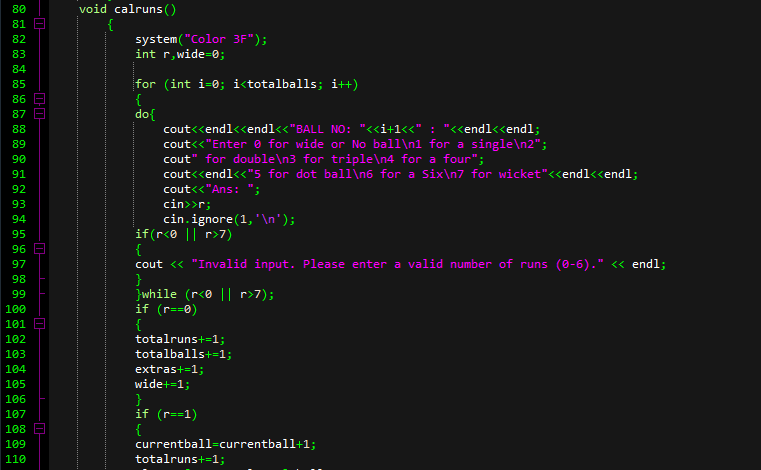 80 void calruns()
81 {
82 system("Color 3F");
83 int r,wide=0;
84
85 for (int i=0; i<totalballs; i++)
86 {
87 do{
88 cout<<endl<<endl<<"BALL NO: "<<i+1<<" : "<<endl<<endl;
89 cout<<"Enter 0 for wide or No ball\n1 for a single\n2";
90 cout" for double\n3 for triple\n4 for a four";
91 cout<<endl<<"5 for dot ball\n6 for a Six\n7 for wicket"<<endl<<endl;
92 cout<<"Ans: ";
93 cin>>r;
94 cin.ignore(1,'\n');
95 if(r<0 || r>7)
96 {
97 cout << "Invalid input. Please enter a valid number of runs (0-6)." << endl;
98 }
99 }while (r<0 || r>7);
100 if (r==0)
101 {
102 totalruns+=1;
103 totalballs+=1;
104 extras+=1;
105 wide+=1;
106 }
107 if (r==1)
108 {
109 currentball=currentball+1;
110 totalruns+=1;